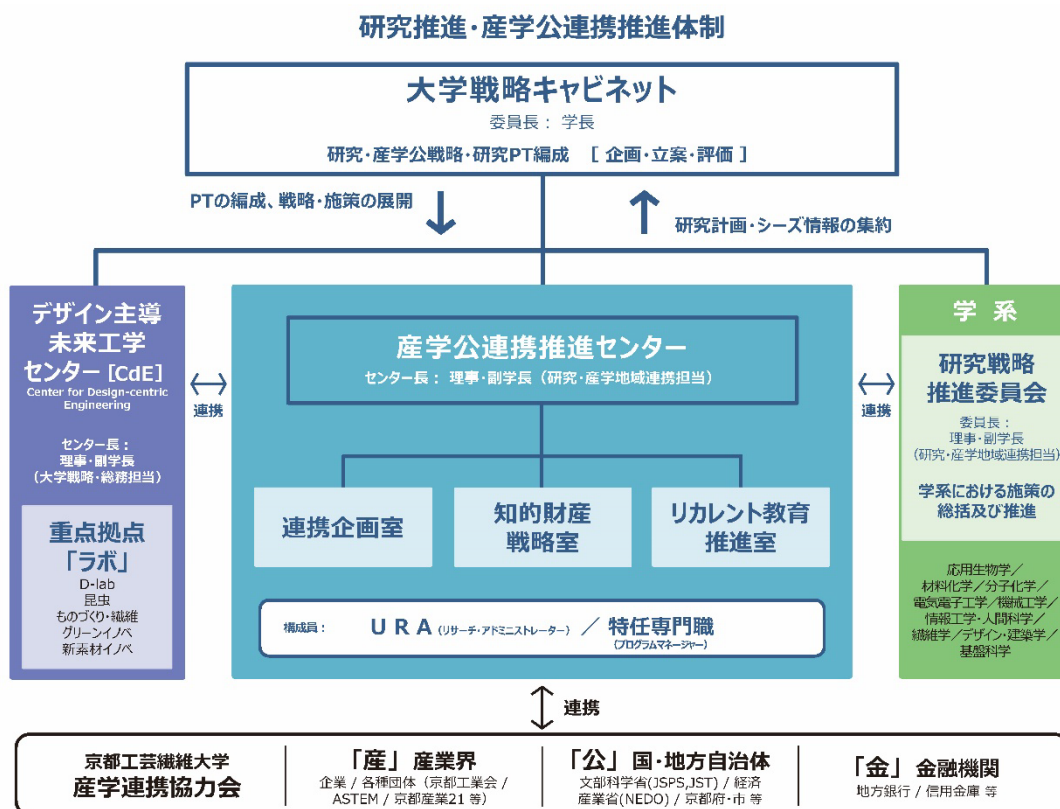 研究推進・産学公連携推進体制
大学戦略キャビネット
委員長： 学長
研究・産学公戦略・研究PT編成 ［ 企画・立案・評価 ］
PTの編成、戦略・施策の展開
研究計画・シーズ情報の集約
デザイン主導
未来工学
センター [CdE]
Center for Design-centric
Engineering
センター長：
理事・副学長
（大学戦略・総務担当）
重点拠点
「ラボ」
D-lab
昆虫
ものづくり・繊維
グリーンイノベ
新素材イノベ
連携
産学公連携推進センター
センター長： 理事・副学長（研究・産学地域連携担当）
連携企画室
知的財産
戦略室
リカレント教育
推進室
構成員： URA（リサーチ・アドミニストレーター） ／ 特任専門職
（プログラムマネージャー）
連携
学 系
研究戦略
推進委員会
委員長：
理事・副学長
（研究・産学地域連携担当）
学系における施策の
総括及び推進
応用生物学／
材料化学／分子化学／
電気電子工学／機械工学／
情報工学・人間科学／
繊維学／デザイン・建築学／
基盤科学
連携
京都工芸繊維大学
産学連携協力会
「産」産業界
企業 / 各種団体（京都工業会 /
ASTEM / 京都産業21 等）
「公」国・地方自治体
文部科学省(JSPS,JST) / 経済
産業省(NEDO) / 京都府・市 等
「金」金融機関
地方銀行 / 信用金庫 等